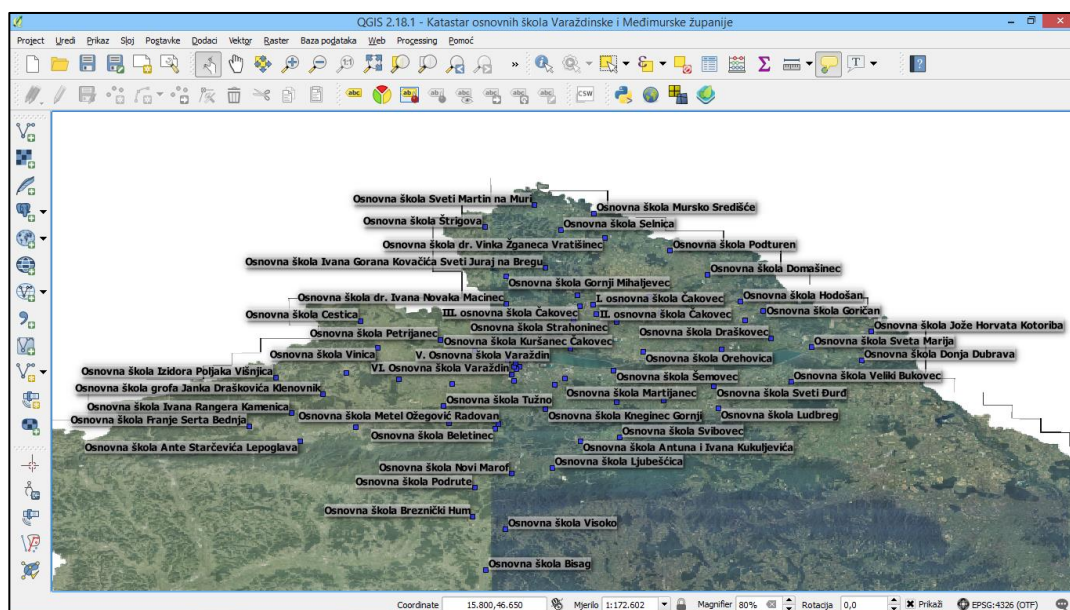 QGIS 2.18.1 - Katastar osnovnih škola Varaždinske i Međimurske županije
Project Uredi Prikaz Sloj Postavke Dodaci Vektor Raster Baza podataka Web Processing Pomoć
abc abc abc abc abc abc abc CSW
Osnovna škola Sveti Martin na Muri
Osnovna škola Mursko Središće
Osnovna škola Štrigova
Osnovna škola Selnica
Osnovna škola dr. Vinka Žganeca Vratišinec
Osnovna škola Podturen
Osnovna škola Ivana Gorana Kovačića Sveti Juraj na Bregu
Osnovna škola Domašinec
Osnovna škola Gornji Mihaljevec
Osnovna škola dr. Ivana Novaka Macinec
I. osnovna škola Čakovec
Osnovna škola Hodošan
Osnovna škola Cestica
III. osnovna škola Čakovec
II. osnovna škola Čakovec
Osnovna škola Goričan
Osnovna škola Petrijanec
Osnovna škola Strahoninec
Osnovna škola Draškovec
Osnovna škola Jože Horvata Kotoriba
Osnovna škola Kuršanec Čakovec
Osnovna škola Sveta Marija
Osnovna škola Vinica
V. Osnovna škola Varaždin
Osnovna škola Orehovica
Osnovna škola Donja Dubrava
Osnovna škola Izidora Poljaka Višnjica
VI. Osnovna škola Varaždin
Osnovna škola Šemovec
Osnovna škola Veliki Bukovec
Osnovna škola grofa Janka Draškovića Klenovnik
Osnovna škola Martijanec
Osnovna škola Sveti Đurđ
Osnovna škola Tužno
Osnovna škola Ivana Rangera Kamenica
Osnovna škola Metel Ožegović Radovan
Osnovna škola Kneginec Gornji
Osnovna škola Ludbreg
Osnovna škola Franje Serta Bednja
Osnovna škola Beletinec
Osnovna škola Svibovec
Osnovna škola Ante Starčevića Lepoglava
Osnovna škola Antuna i Ivana Kukuljevića
Osnovna škola Novi Marof
Osnovna škola Ljubešćica
Osnovna škola Podrute
Osnovna škola Breznički Hum
Osnovna škola Visoko
Osnovna škola Bisag
Coordinate 15.800,46.650 Mjerilo 1:172.602 Magnifier 80% Rotacija 0,0 Prikaži EPSG:4326 (OTF)